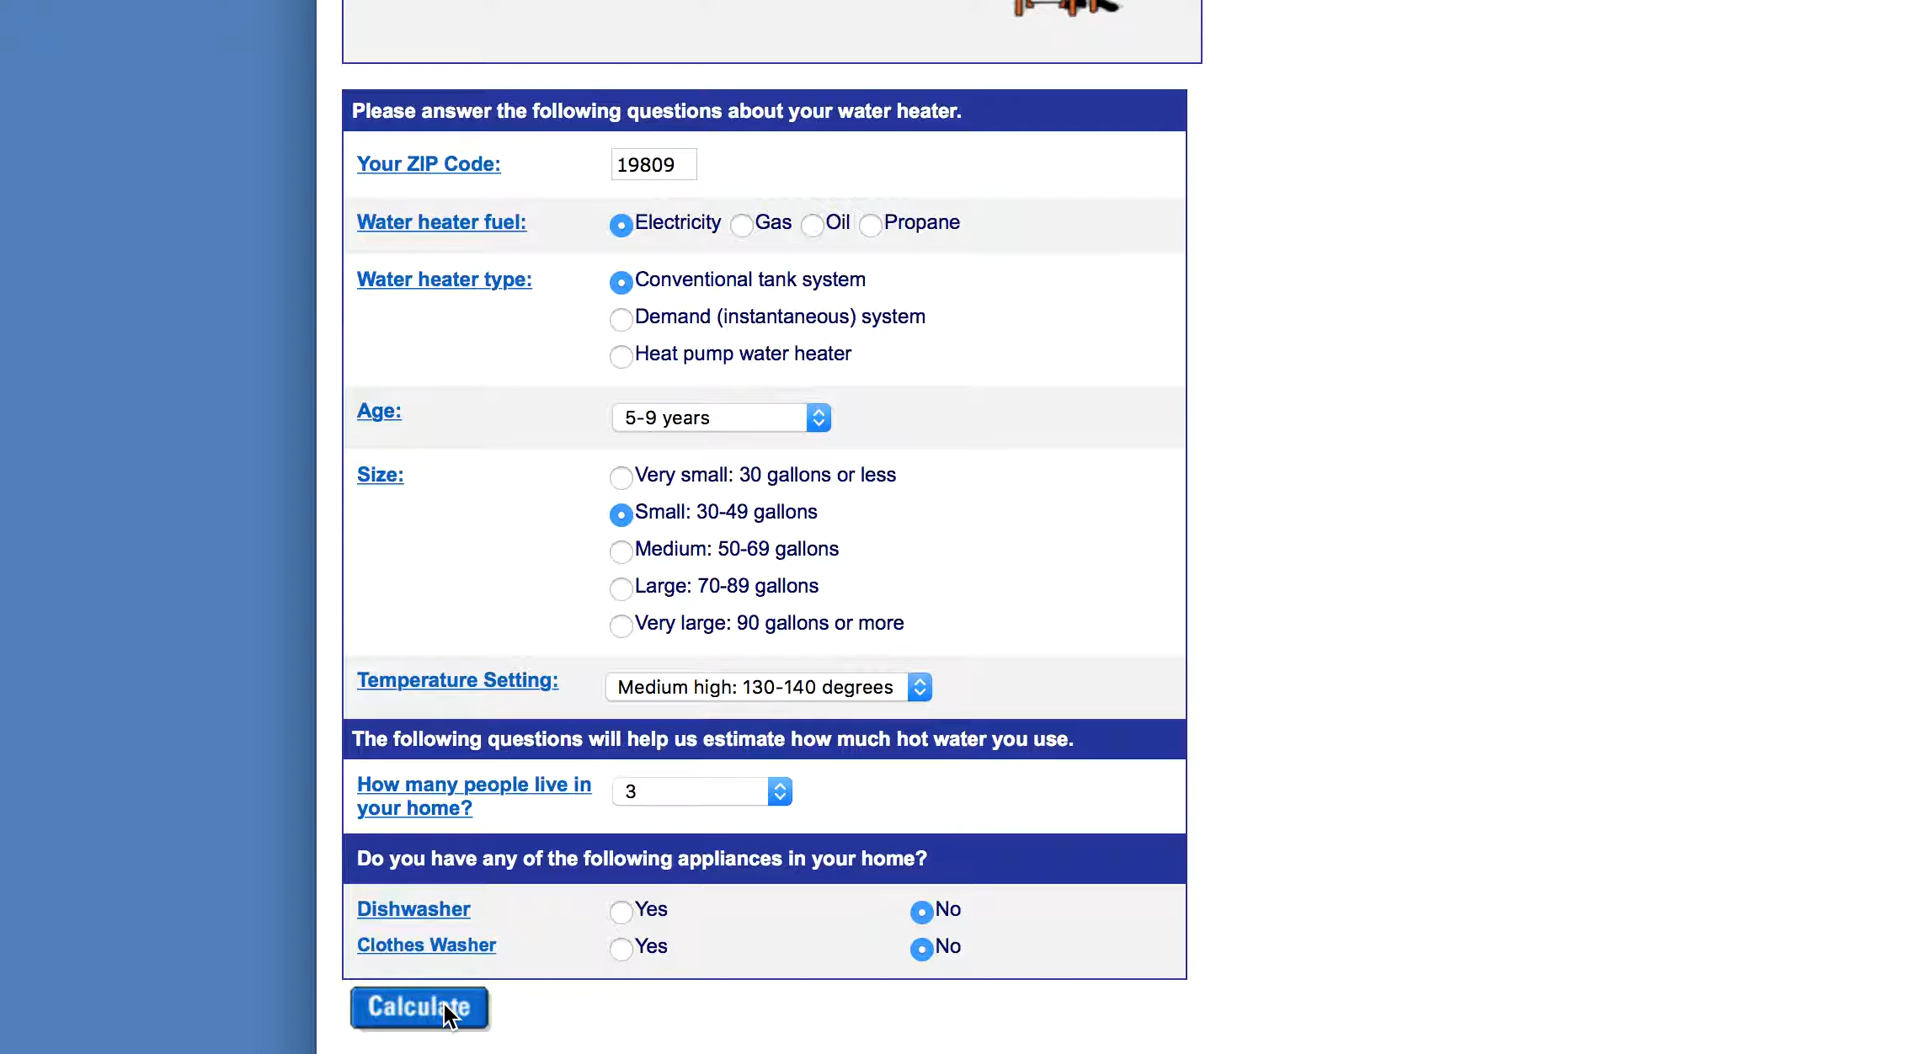 Please answer the following questions about your water heater.
Your ZIP Code: 19809
Water heater fuel: Electricity Gas Oil Propane
Water heater type: Conventional tank system
Demand (instantaneous) system
Heat pump water heater
Age: 5-9 years
Size: Very small: 30 gallons or less
Small: 30-49 gallons
Medium: 50-69 gallons
Large: 70-89 gallons
Very large: 90 gallons or more
Temperature Setting: Medium high: 130-140 degrees
The following questions will help us estimate how much hot water you use.
How many people live in
your home?
3
Do you have any of the following appliances in your home?
Dishwasher Yes No
Clothes Washer Yes No
Calculate